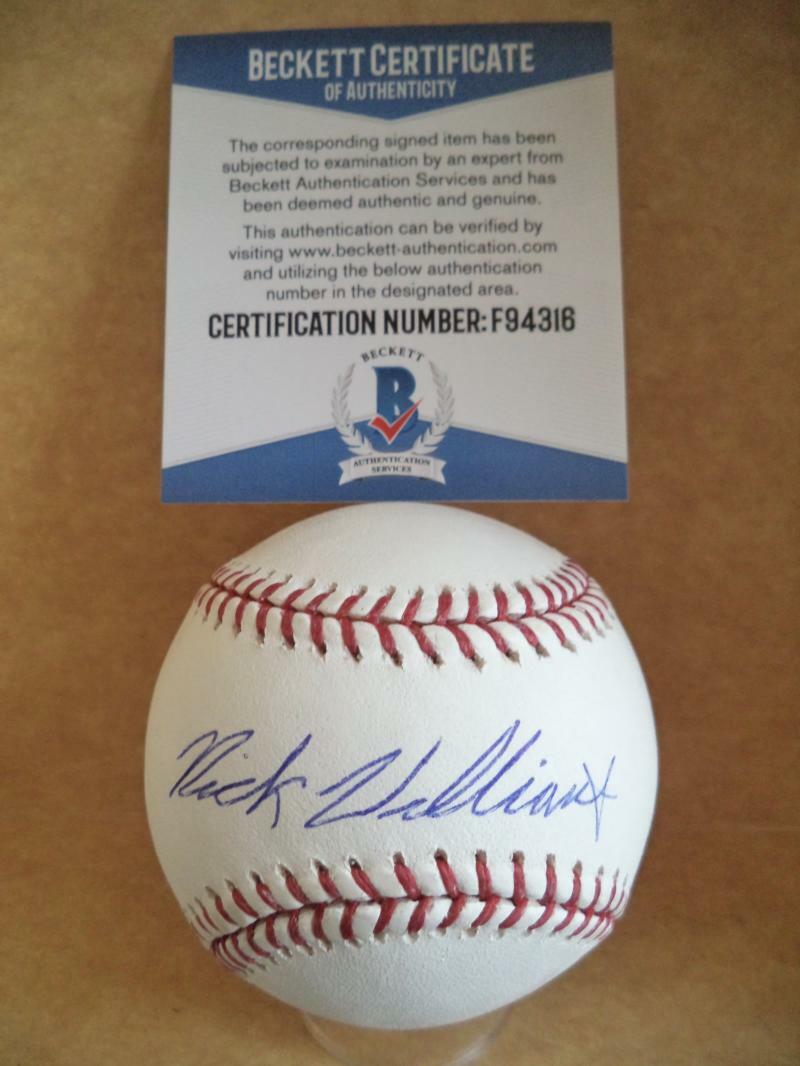 BECKETT CERTIFICATE
OF AUTHENTICITY
The corresponding signed item has been
subjected to examination by an expert from
Beckett Authentication Services and has
been deemed authentic and genuine.
This authentication can be verified by
visiting www.beckett-authentication.com
and utilizing the below authentication
number in the designated area.
CERTIFICATION NUMBER: F94316
BECKETT
B
AUTHENTICATION
SERVICES
Nick Williams